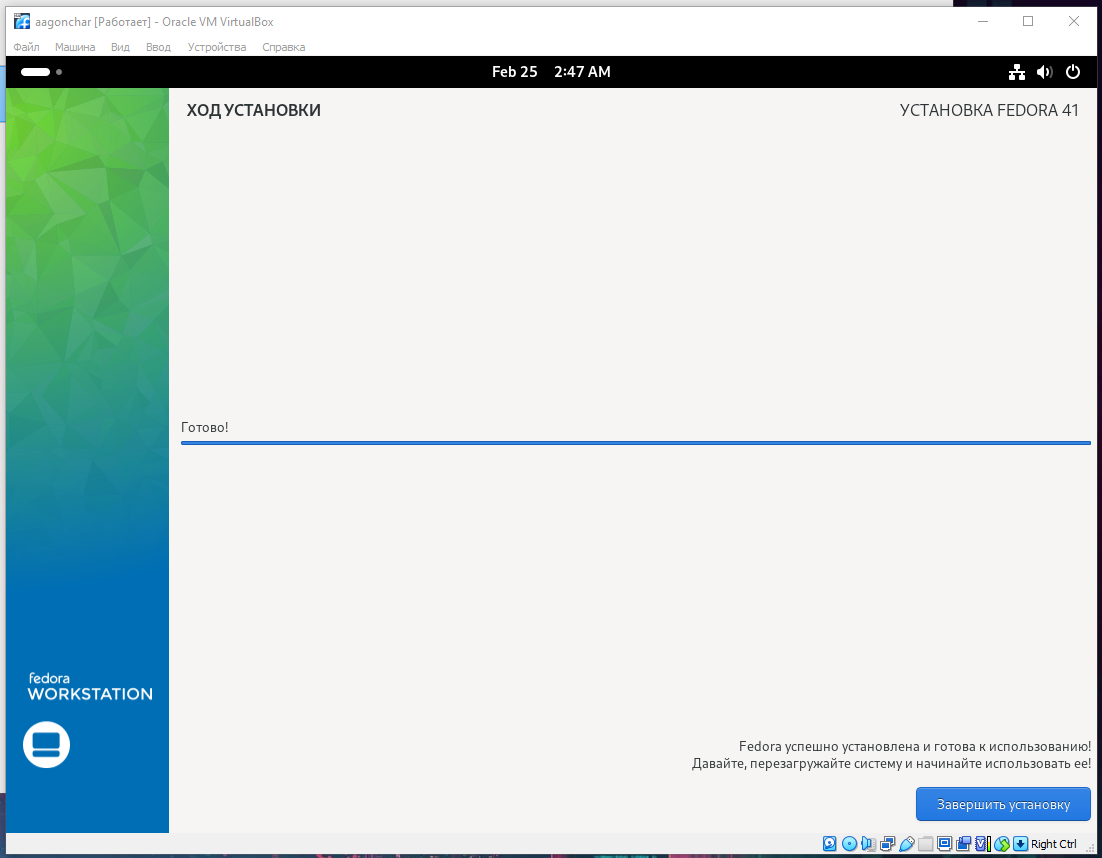 aagonchar [Работает] - Oracle VM VirtualBox
Файл Машина Вид Ввод Устройства Справка
Feb 25 2:47 AM
ХОД УСТАНОВКИ
УСТАНОВКА FEDORA 41
Готово!
fedora
WORKSTATION
Fedora успешно установлена и готова к использованию!
Давайте, перезагружайте систему и начинайте использовать ее!
Завершить установку
Right Ctrl